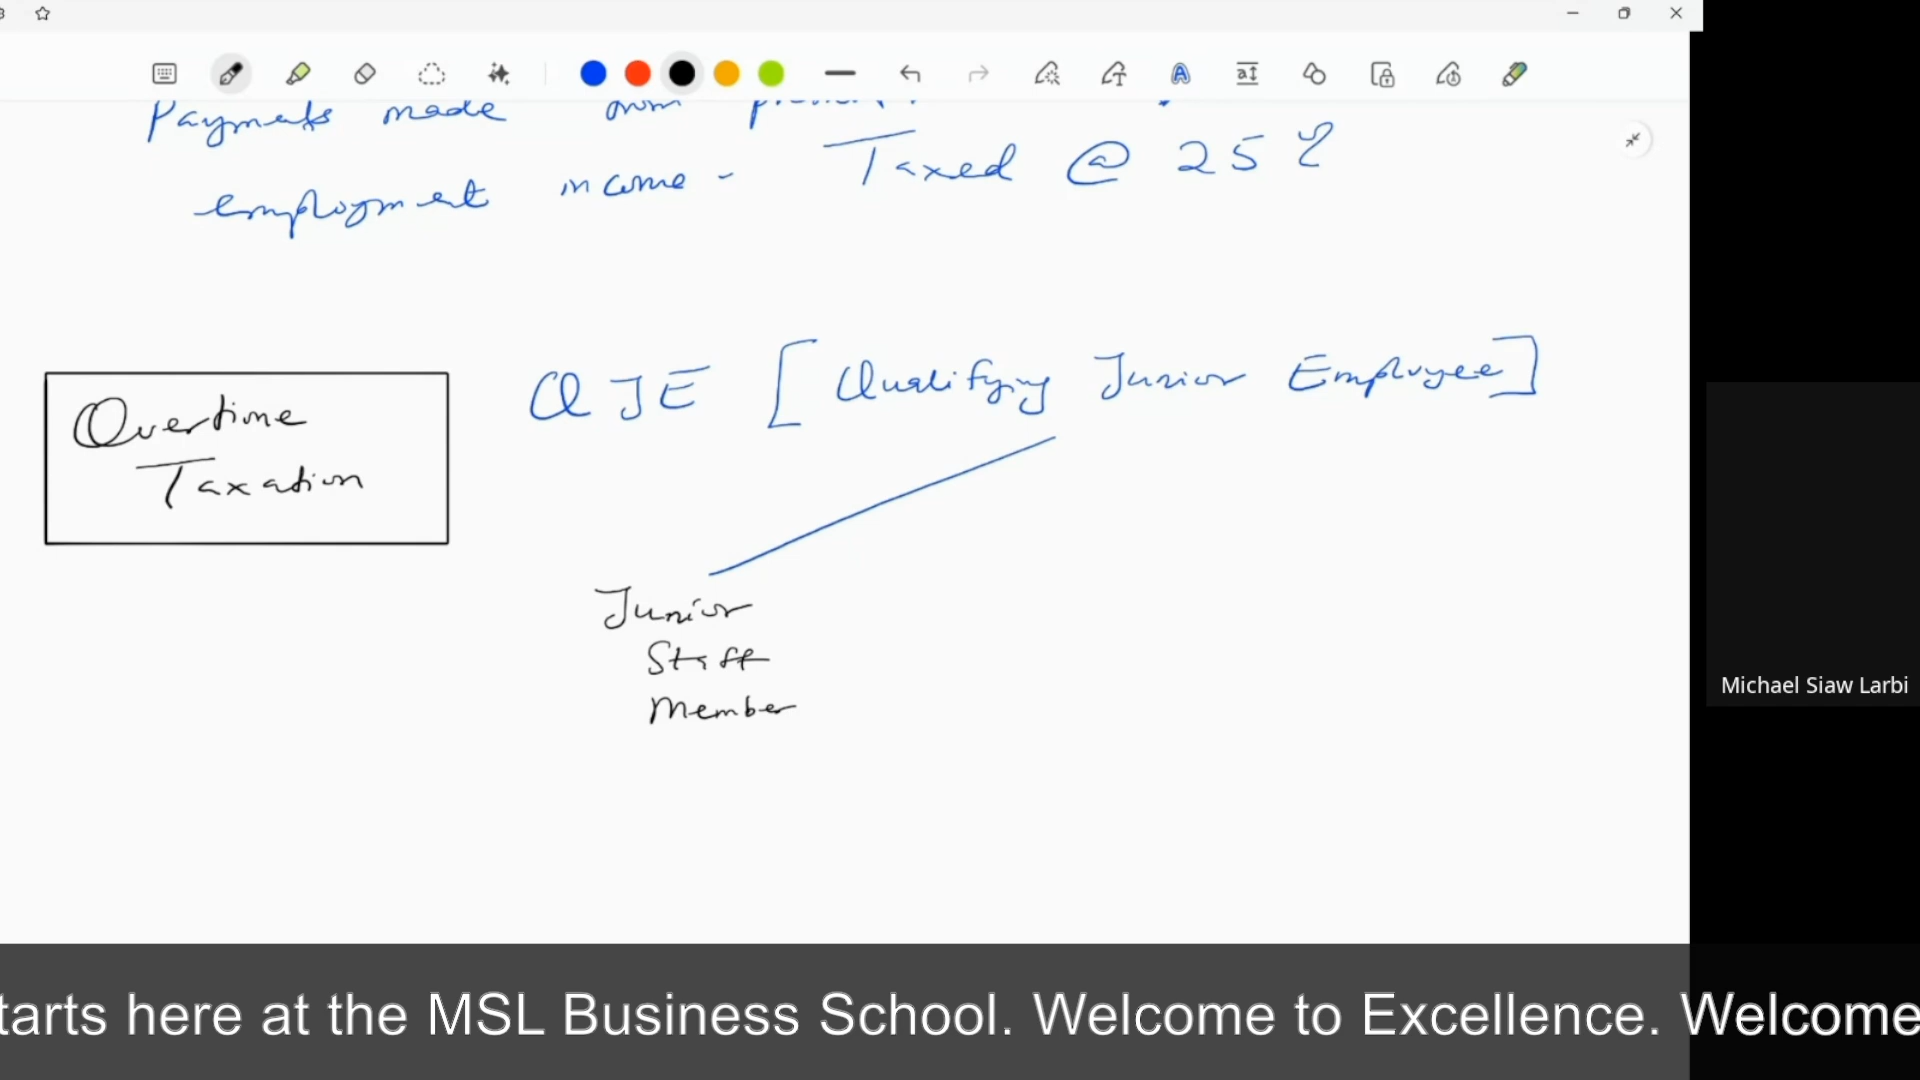 Payments made from
Taxed @ 25%
employment income -
QJE [Qualifying Junior Employee]
Overtime
Taxation
Junior
Staff
Member
Michael Siaw Larbi
tarts here at the MSL Business School. Welcome to Excellence. Welcome